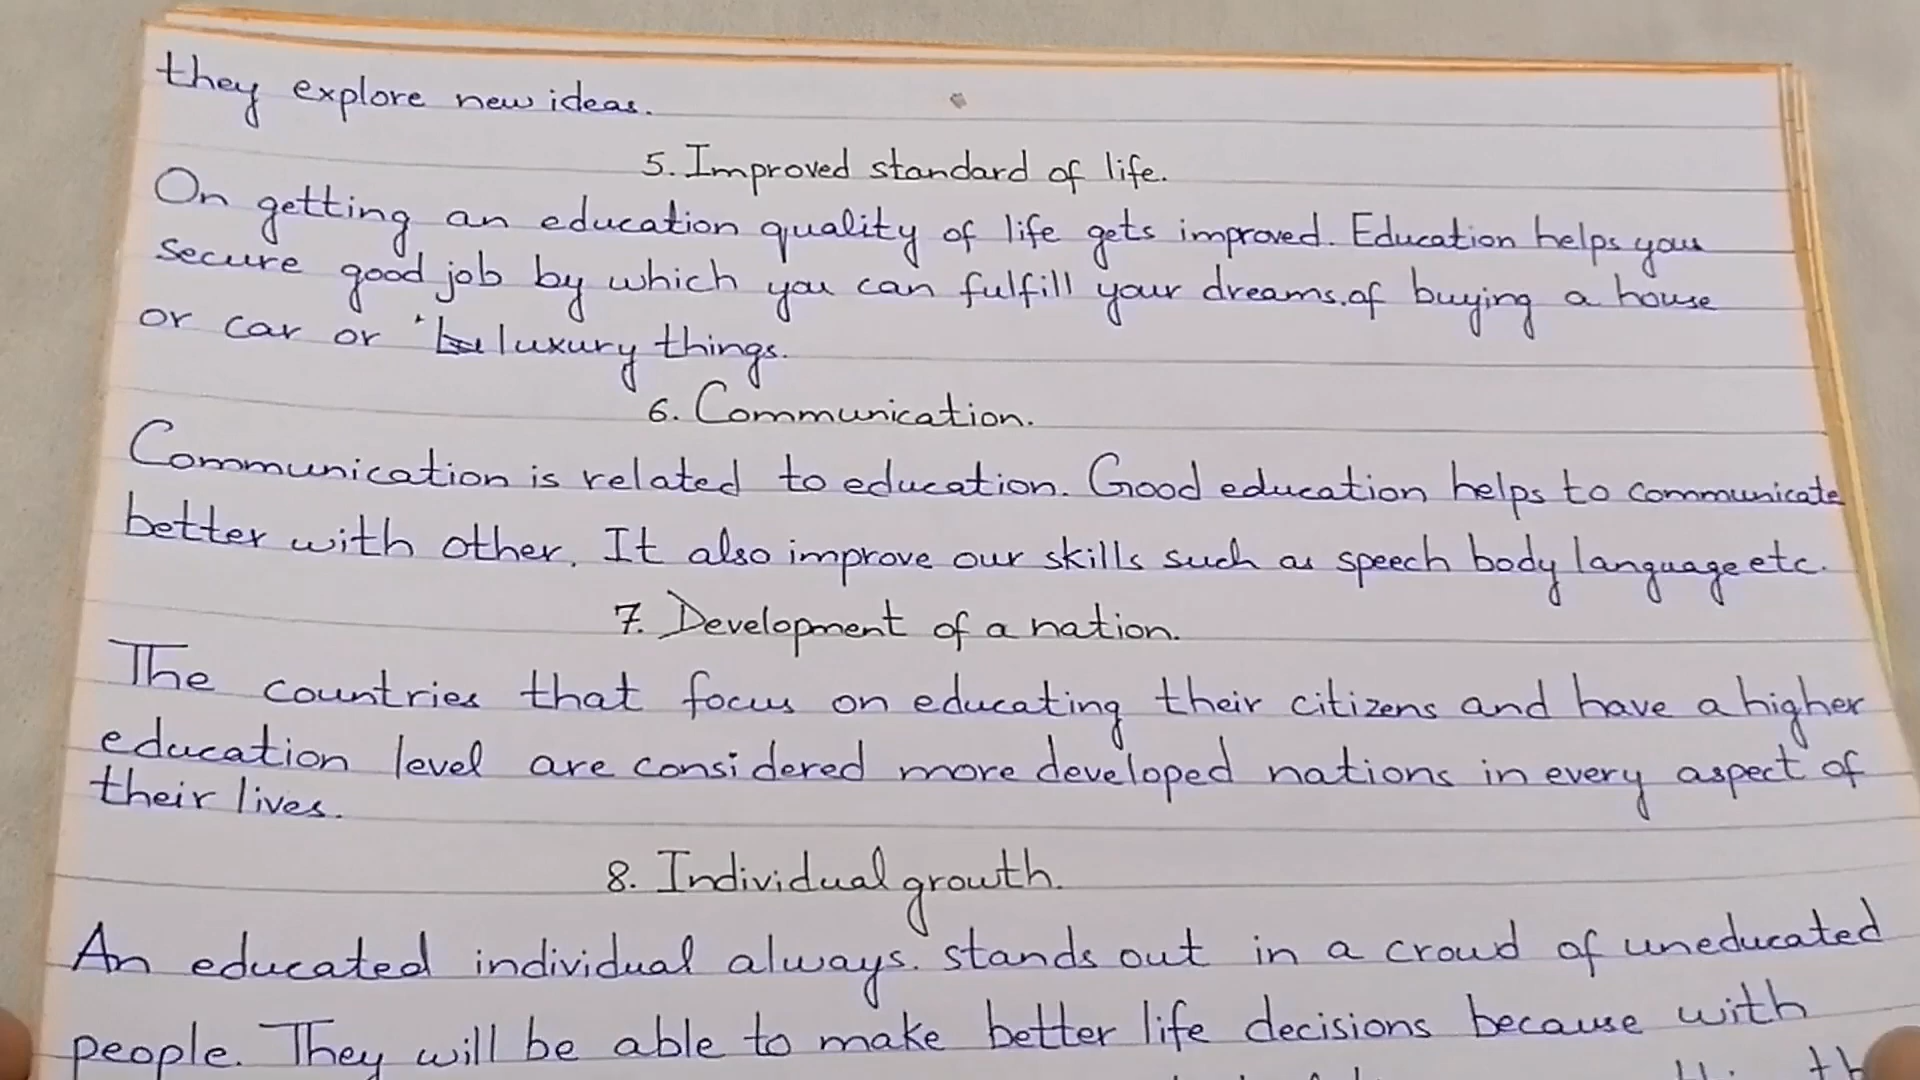 they explore new ideas.
5. Improved standard of life.
On getting an education quality of life gets improved. Education helps you
secure good job by which you can fulfill your dreams.of buying a house
or car or luxury things.
6. Communication.
Communication is related to education. Good education helps to communicate
better with other. It also improve our skills such as speech body language etc.
7. Development of a nation.
The countries that focus on educating their citizens and have a higher
education level are considered more developed nations in every aspect of
their lives.
8. Individual growth.
An educated individual always. stands out in a croud of uneducated
people. They will be able to make better life decisions because with